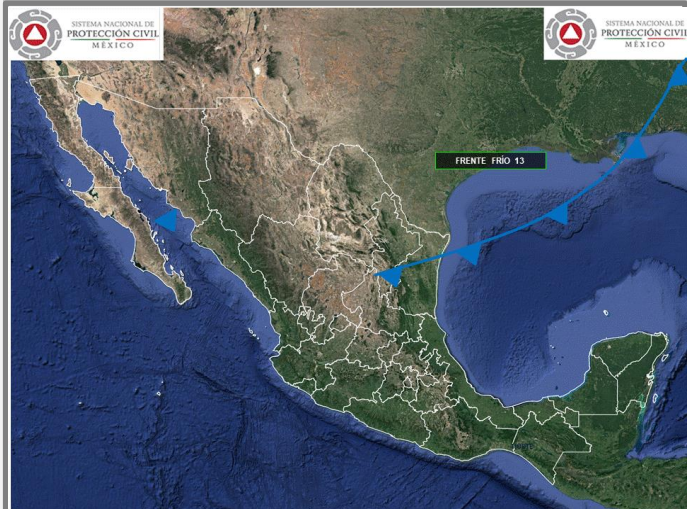 SISTEMA NACIONAL DE
PROTECCIÓN CIVIL
MÉXICO
SISTEMA NACIONAL DE
PROTECCIÓN CIVIL
MÉXICO
FRENTE FRÍO 13